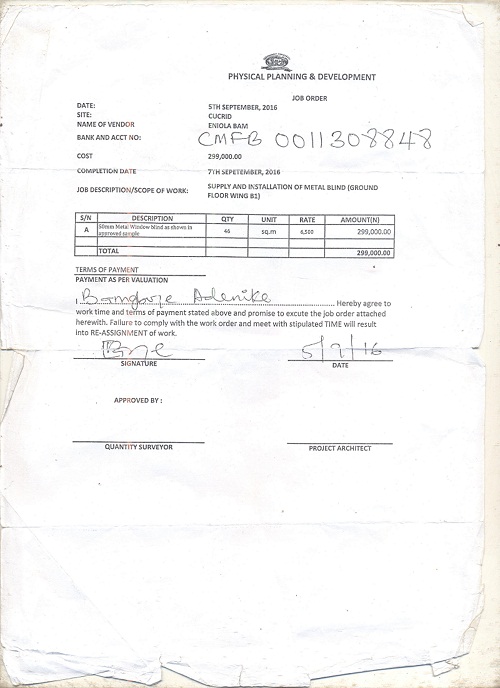 PHYSICAL PLANNING & DEVELOPMENT
JOB ORDER
DATE: 5TH SEPTEMBER, 2016
SITE: CUCRID
NAME OF VENDOR ENIOLA BAM
BANK AND ACCT NO: CMFB 0011308848
COST 299,000.00
COMPLETION DATE 7TH SEPETEMBER, 2016
JOB DESCRIPTION/SCOPE OF WORK: SUPPLY AND INSTALLATION OF METAL BLIND (GROUND
FLOOR WING B1)
S/N DESCRIPTION QTY UNIT RATE AMOUNT(N)
A 50mm Metal Window blind as shown in approved sample 46 sq.m 6,500 299,000.00
TOTAL 299,000.00
TERMS OF PAYMENT
PAYMENT AS PER VALUATION
Bamgboje Adenike Hereby agree to
work time and terms of payment stated above and promise to excute the job order attached
herewith. Failure to comply with the work order and meet with stipulated TIME will result
into RE-ASSIGNMENT of work.
5/9/16
SIGNATURE DATE
APPROVED BY :
QUANTITY SURVEYOR PROJECT ARCHITECT